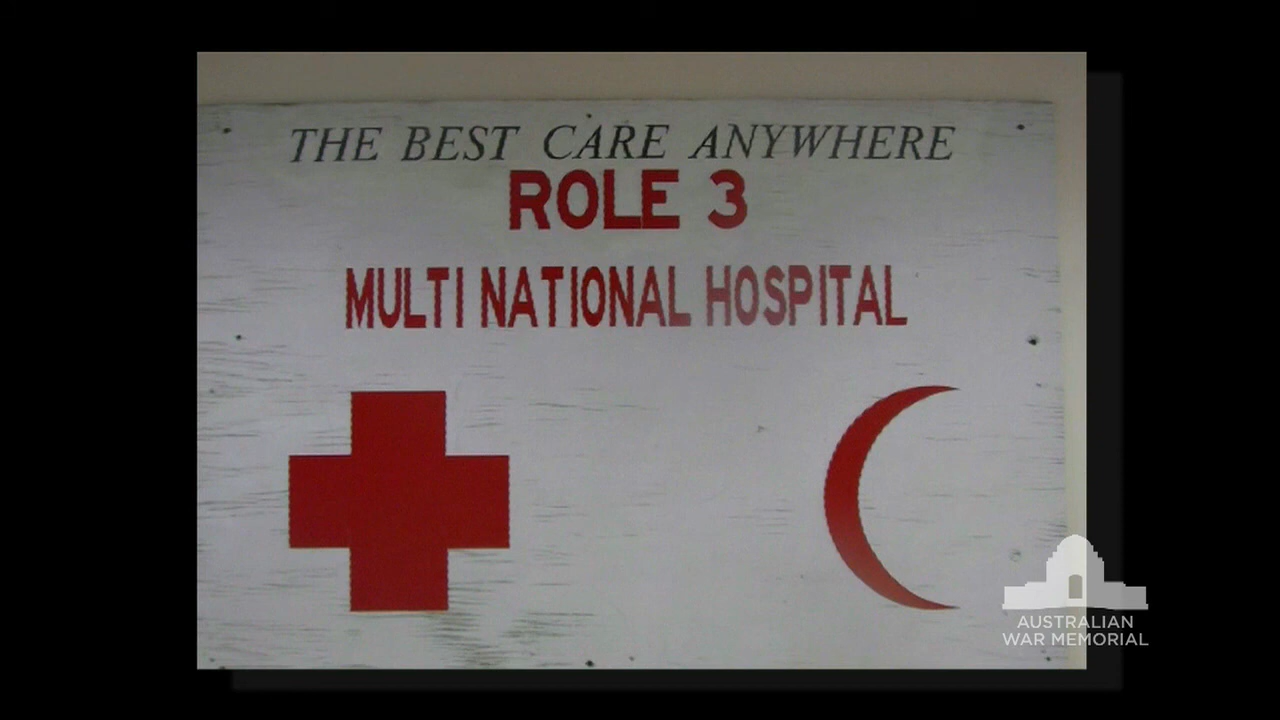 THE BEST CARE ANYWHERE
ROLE 3
MULTI NATIONAL HOSPITAL
AUSTRALIAN
WAR MEMORIAL